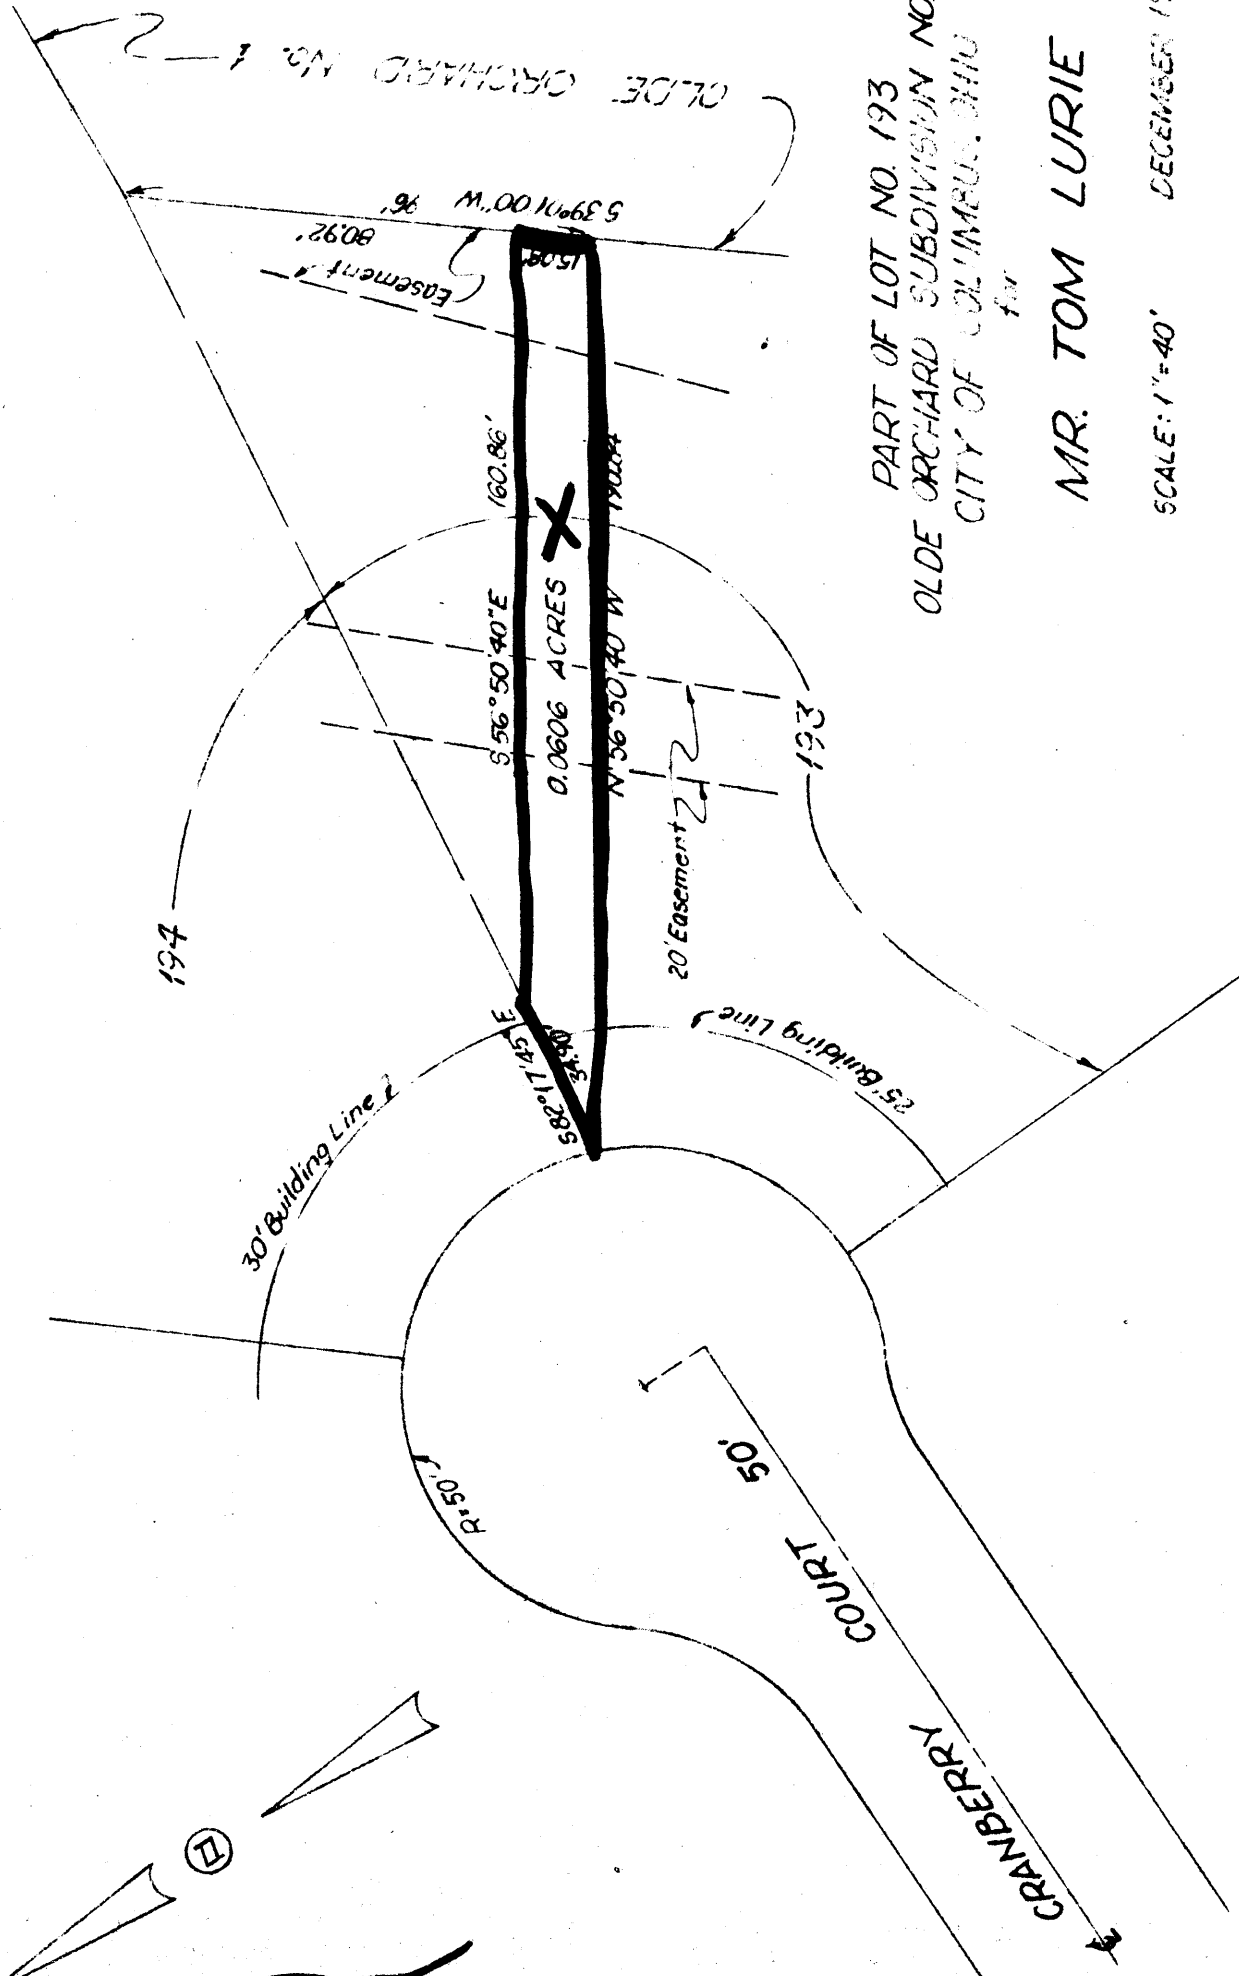 OLDE ORCHARD No. 1
S 39°01'00" W 96'
80.92'
15.08'
Easement
160.86'
S 56°50'40" E
0.0606 ACRES
X
N 56°50'40" W
194
193
20' Easement
S 82°17'45" E
34.90'
30' Building Line
25' Building Line
R=50'
50'
CRANBERRY COURT
PART OF LOT NO. 193
OLDE ORCHARD SUBDIVISION NO.
CITY OF COLUMBUS, OHIO
for
MR. TOM LURIE
SCALE: 1"=40' DECEMBER 19